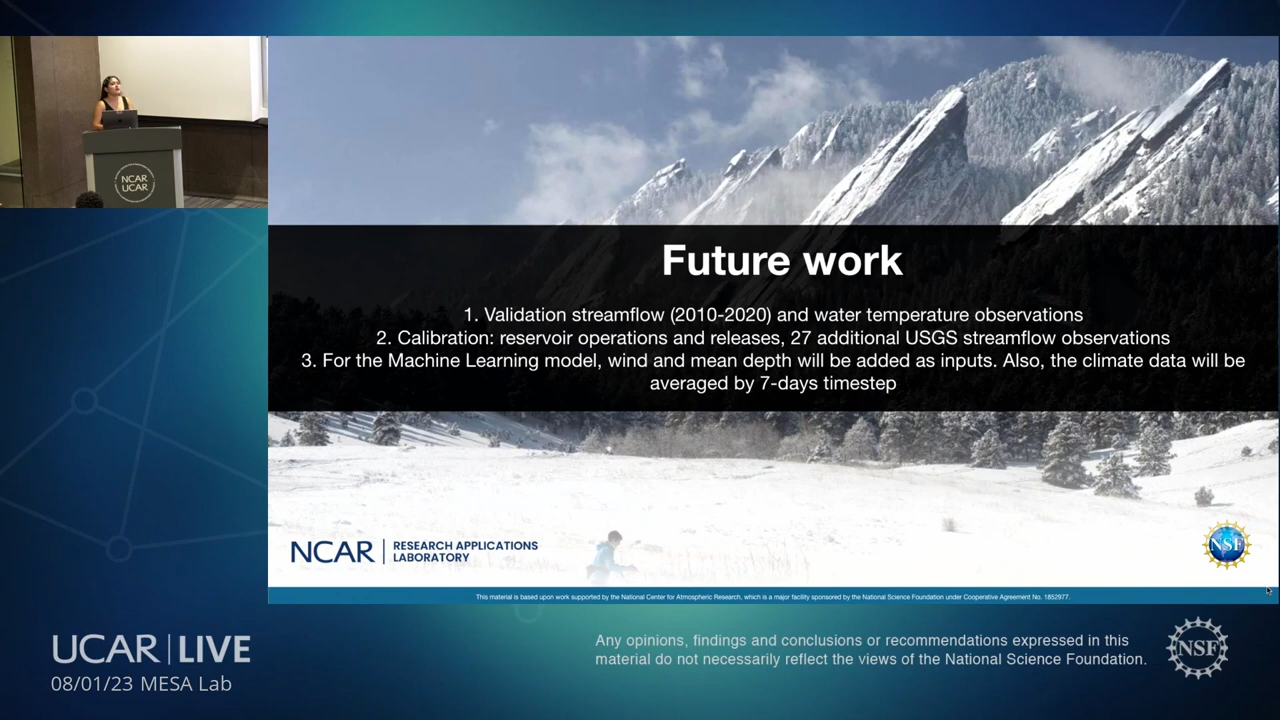 NCAR
UCAR
Future work
1. Validation streamflow (2010-2020) and water temperature observations
2. Calibration: reservoir operations and releases, 27 additional USGS streamflow observations
3. For the Machine Learning model, wind and mean depth will be added as inputs. Also, the climate data will be
averaged by 7-days timestep
NCAR | RESEARCH APPLICATIONS
LABORATORY
NSF
This material is based upon work supported by the National Center for Atmospheric Research, which is a major facility sponsored by the National Science Foundation under Cooperative Agreement No. 1852977.
UCAR | LIVE
08/01/23 MESA Lab
Any opinions, findings and conclusions or recommendations expressed in this
material do not necessarily reflect the views of the National Science Foundation.
NSF